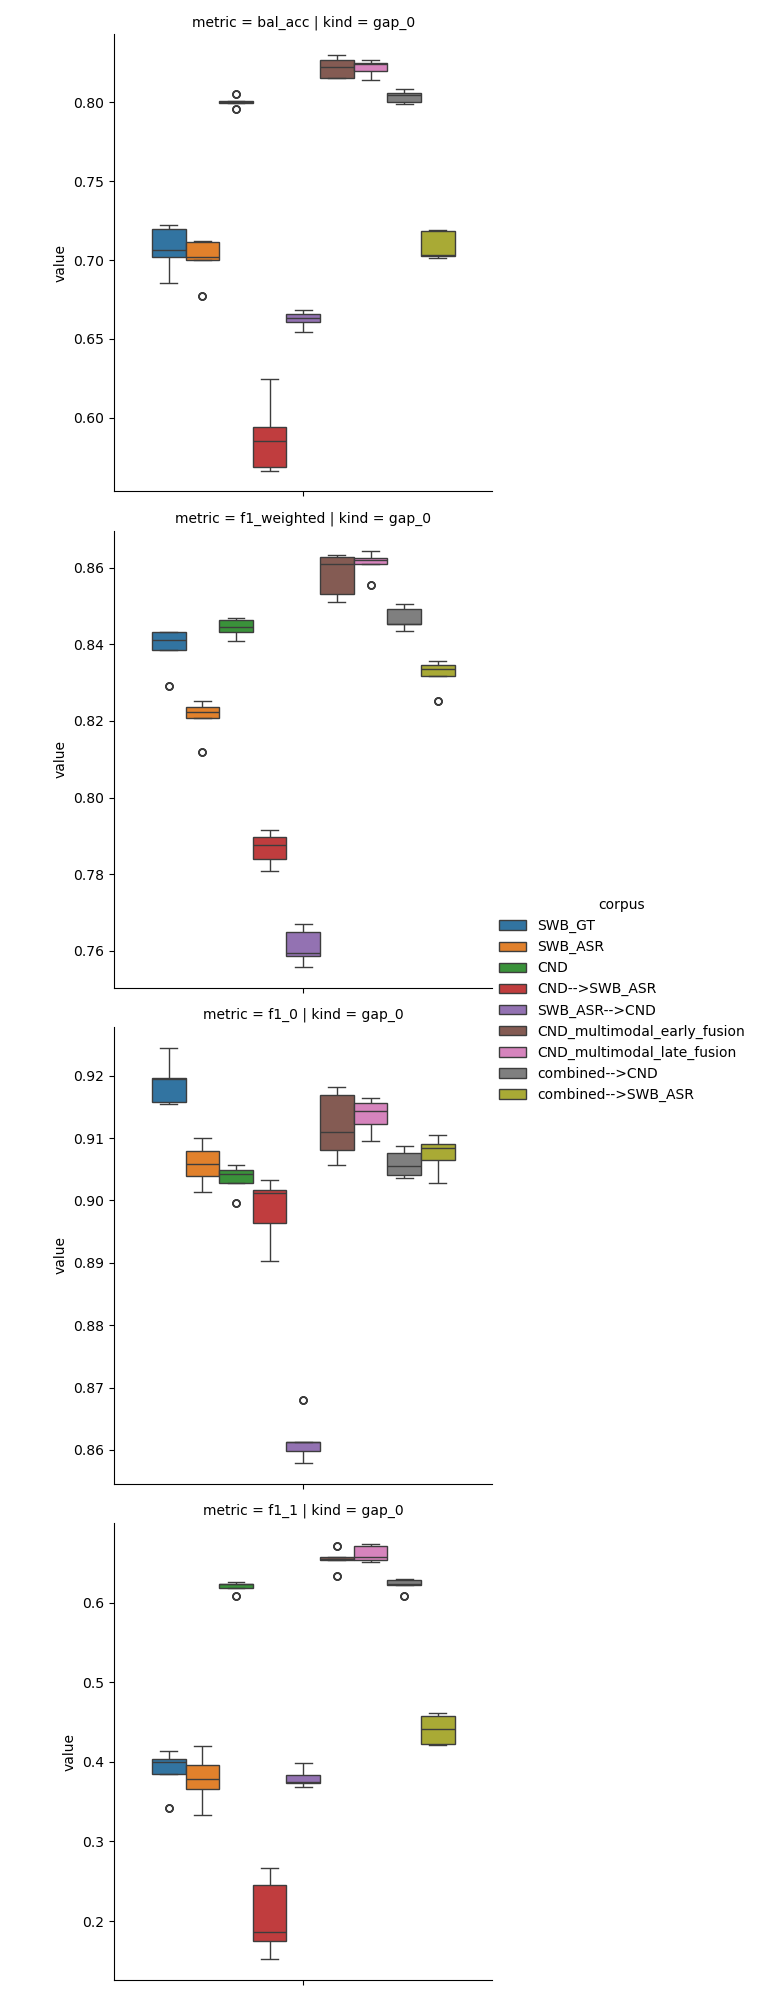 metric = bal_acc | kind = gap_0
0.80
0.75
0.70
0.65
0.60
value
metric = f1_weighted | kind = gap_0
0.86
0.84
0.82
0.80
0.78
0.76
value
corpus
SWB_GT
SWB_ASR
CND
CND-->SWB_ASR
SWB_ASR-->CND
CND_multimodal_early_fusion
CND_multimodal_late_fusion
combined-->CND
combined-->SWB_ASR
metric = f1_0 | kind = gap_0
0.92
0.91
0.90
0.89
0.88
0.87
0.86
value
metric = f1_1 | kind = gap_0
0.6
0.5
0.4
0.3
0.2
value